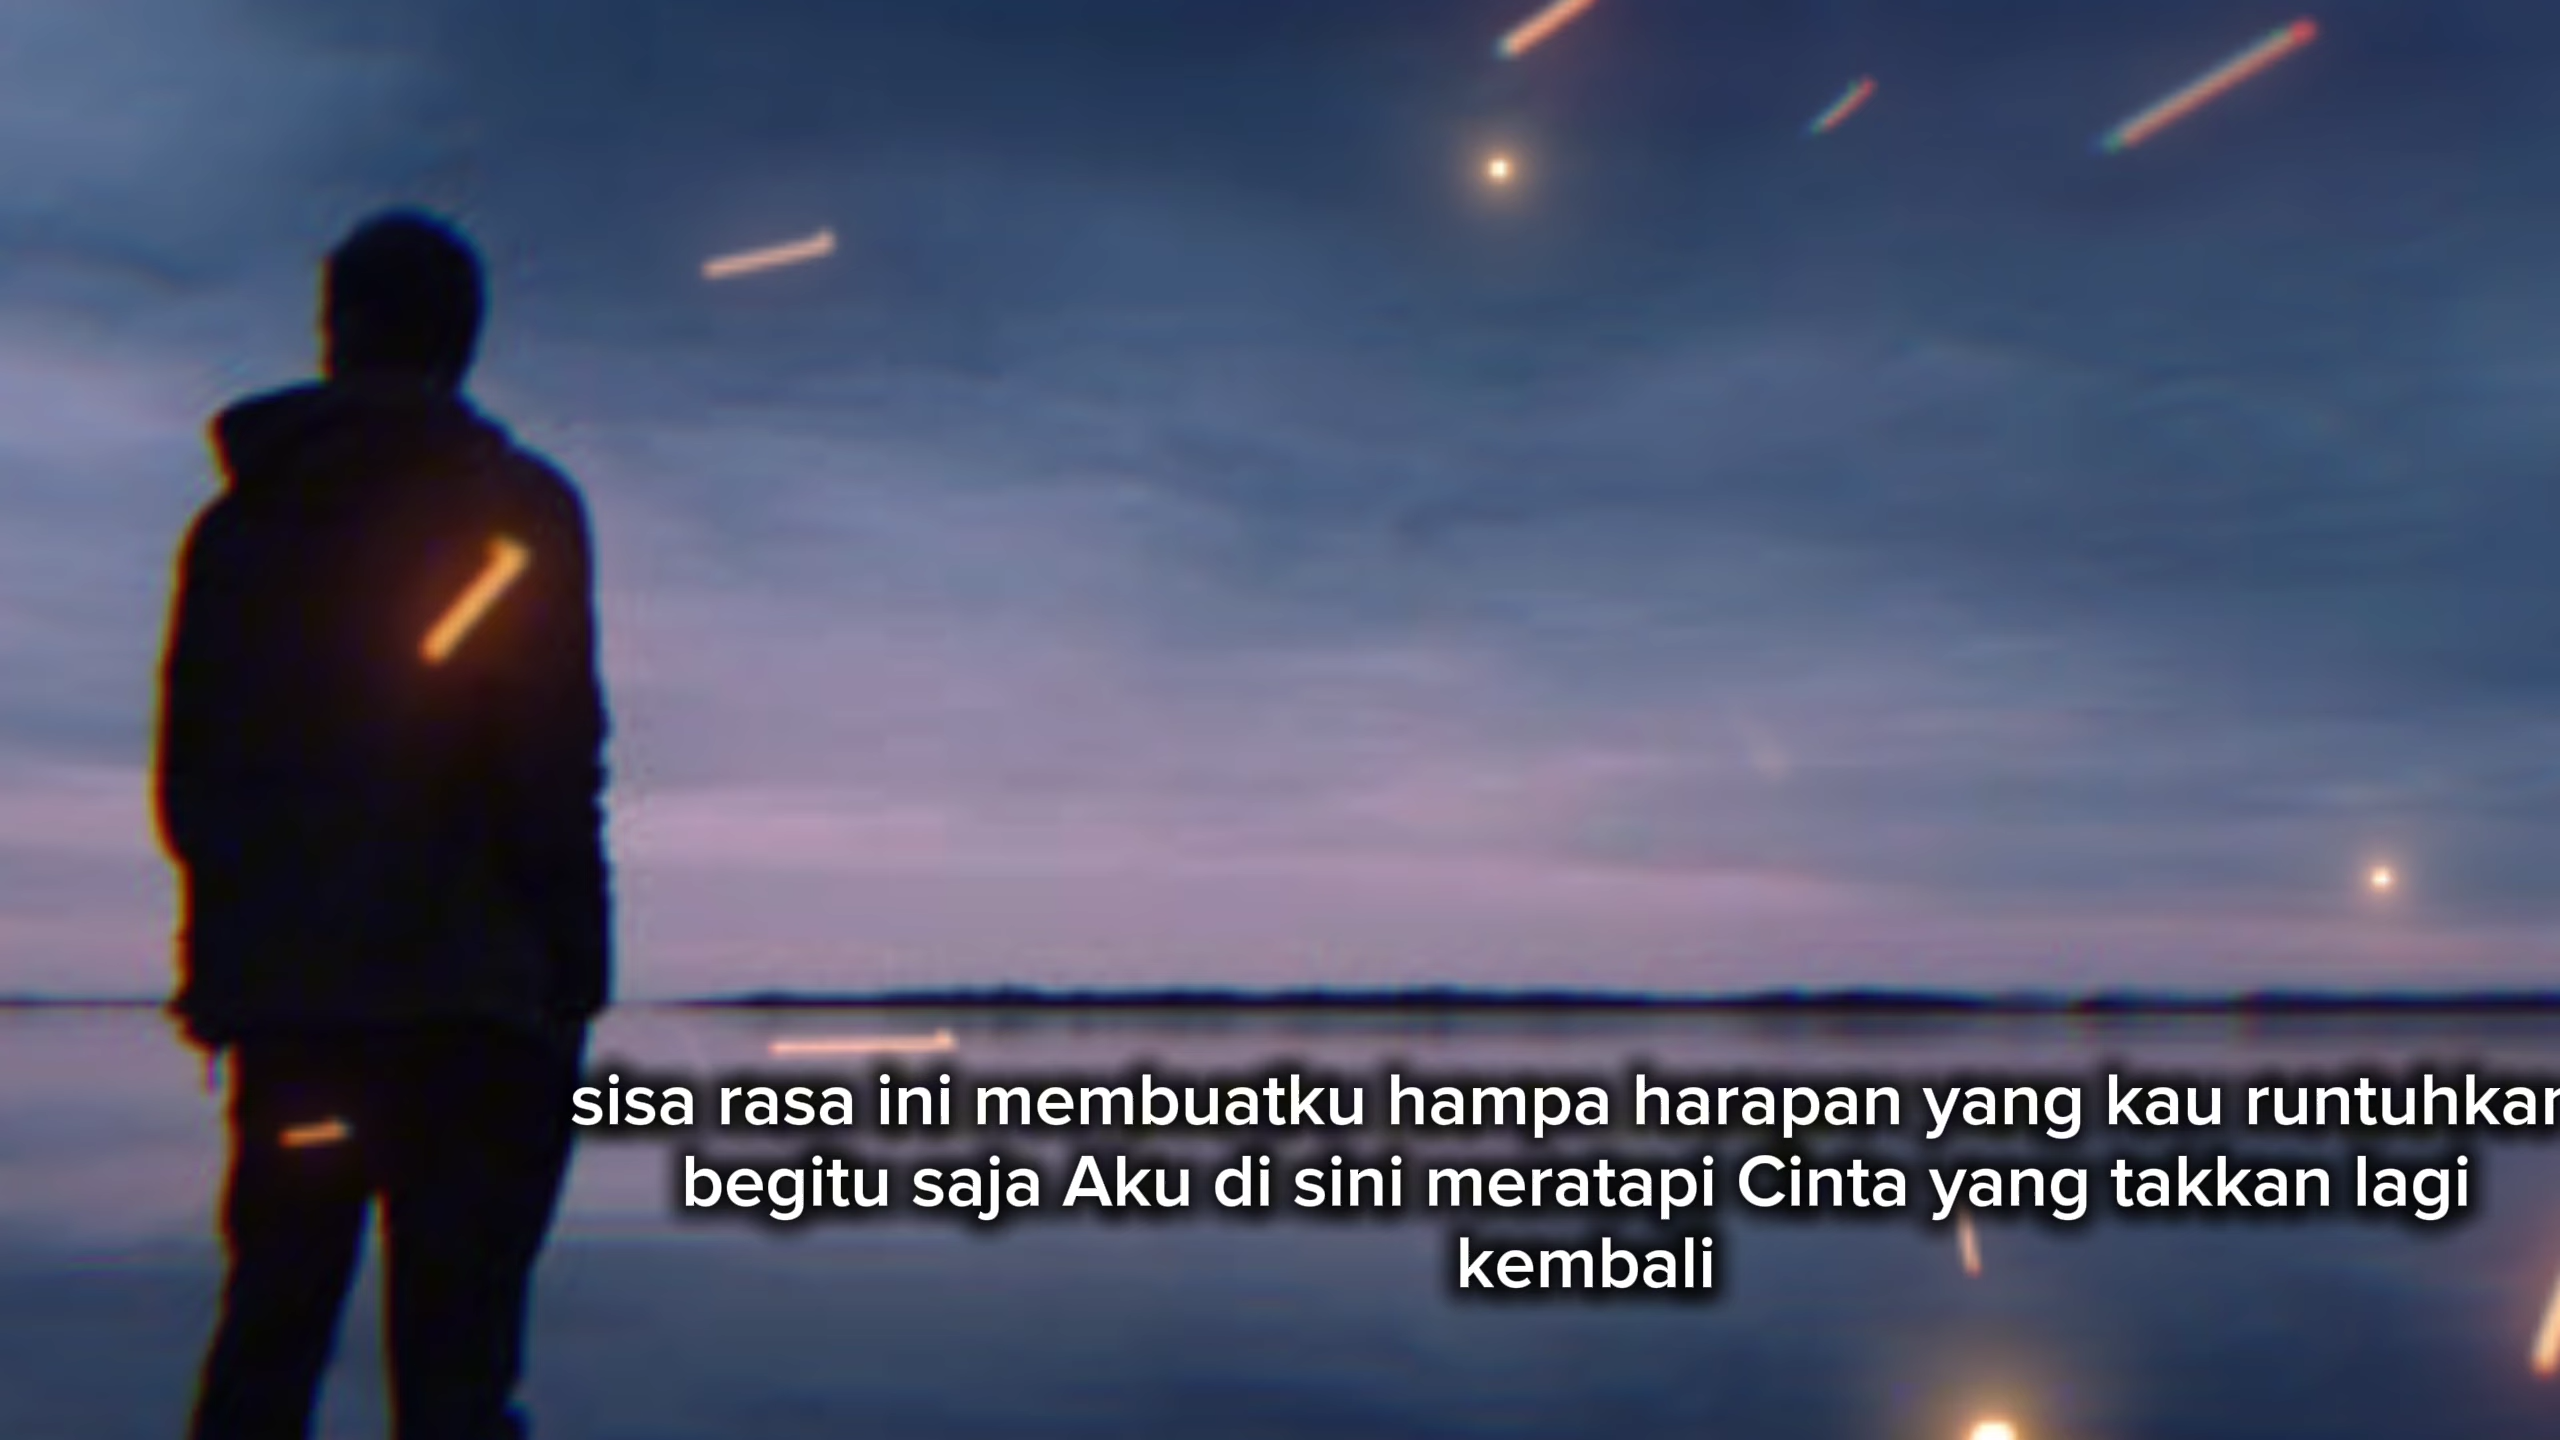 sisa rasa ini membuatku hampa harapan yang kau runtuhkan
begitu saja Aku di sini meratapi Cinta yang takkan lagi
kembali